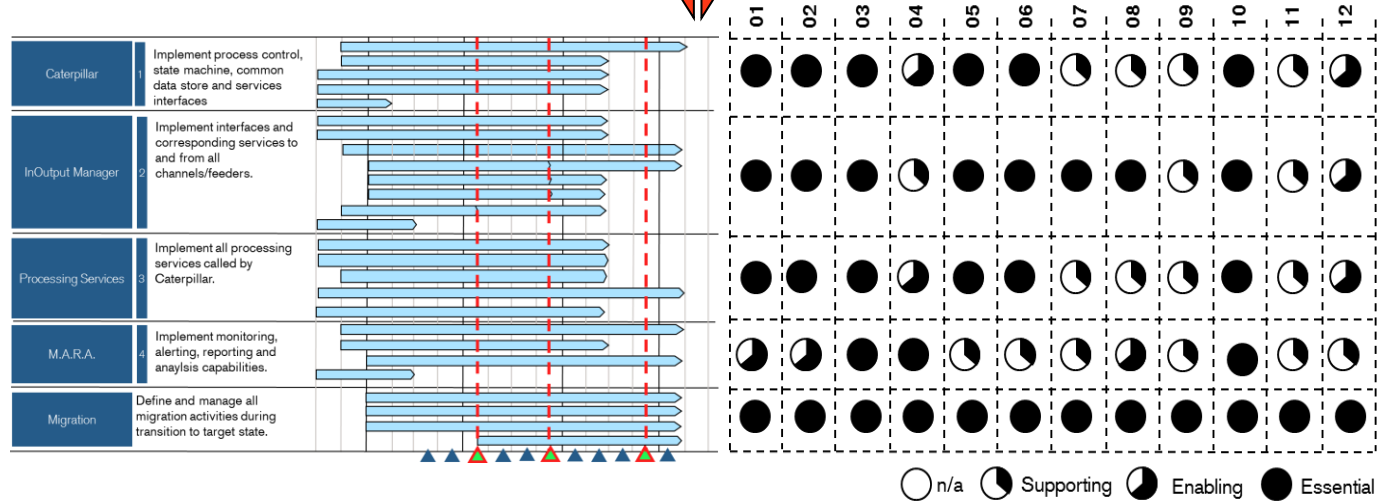 01 02 03 04 05 06 07 08 09 10 11 12
Caterpillar
1
Implement process control,
state machine, common
data store and services
interfaces
InOutput Manager
2
Implement interfaces and
corresponding services to
and from all
channels/feeders.
Processing Services
3
Implement all processing
services called by
Caterpillar.
M.A.R.A.
4
Implement monitoring,
alerting, reporting and
anaylsis capabilities.
Migration
Define and manage all
migration activities during
transition to target state.
n/a Supporting Enabling Essential